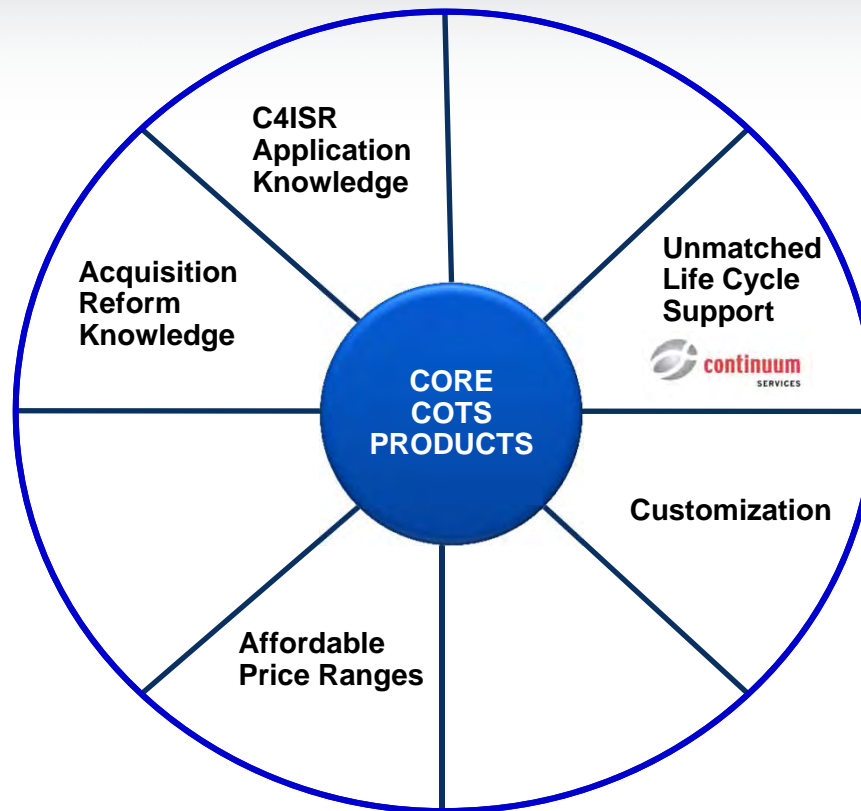 C4ISR
Application
Knowledge
Unmatched
Life Cycle
Support
continuum
SERVICES
Acquisition
Reform
Knowledge
CORE
COTS
PRODUCTS
Customization
Affordable
Price Ranges